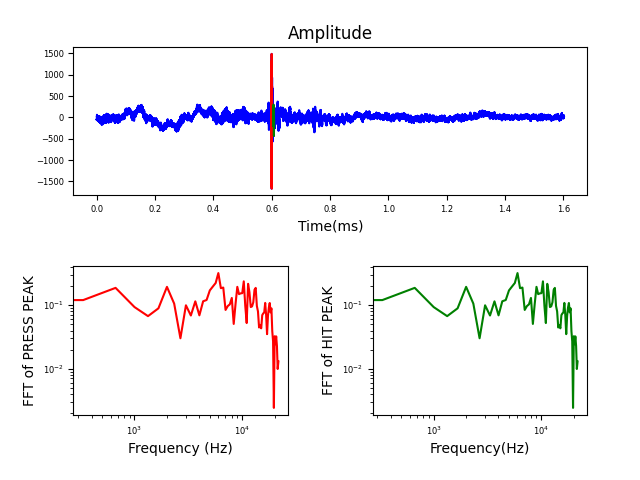 Amplitude
1500
1000
500
0
−500
−1000
−1500
0.0 0.2 0.4 0.6 0.8 1.0 1.2 1.4 1.6
Time(ms)
FFT of PRESS PEAK
10⁻¹
10⁻²
10³ 10⁴
Frequency (Hz)
FFT of HIT PEAK
10⁻¹
10⁻²
10³ 10⁴
Frequency(Hz)